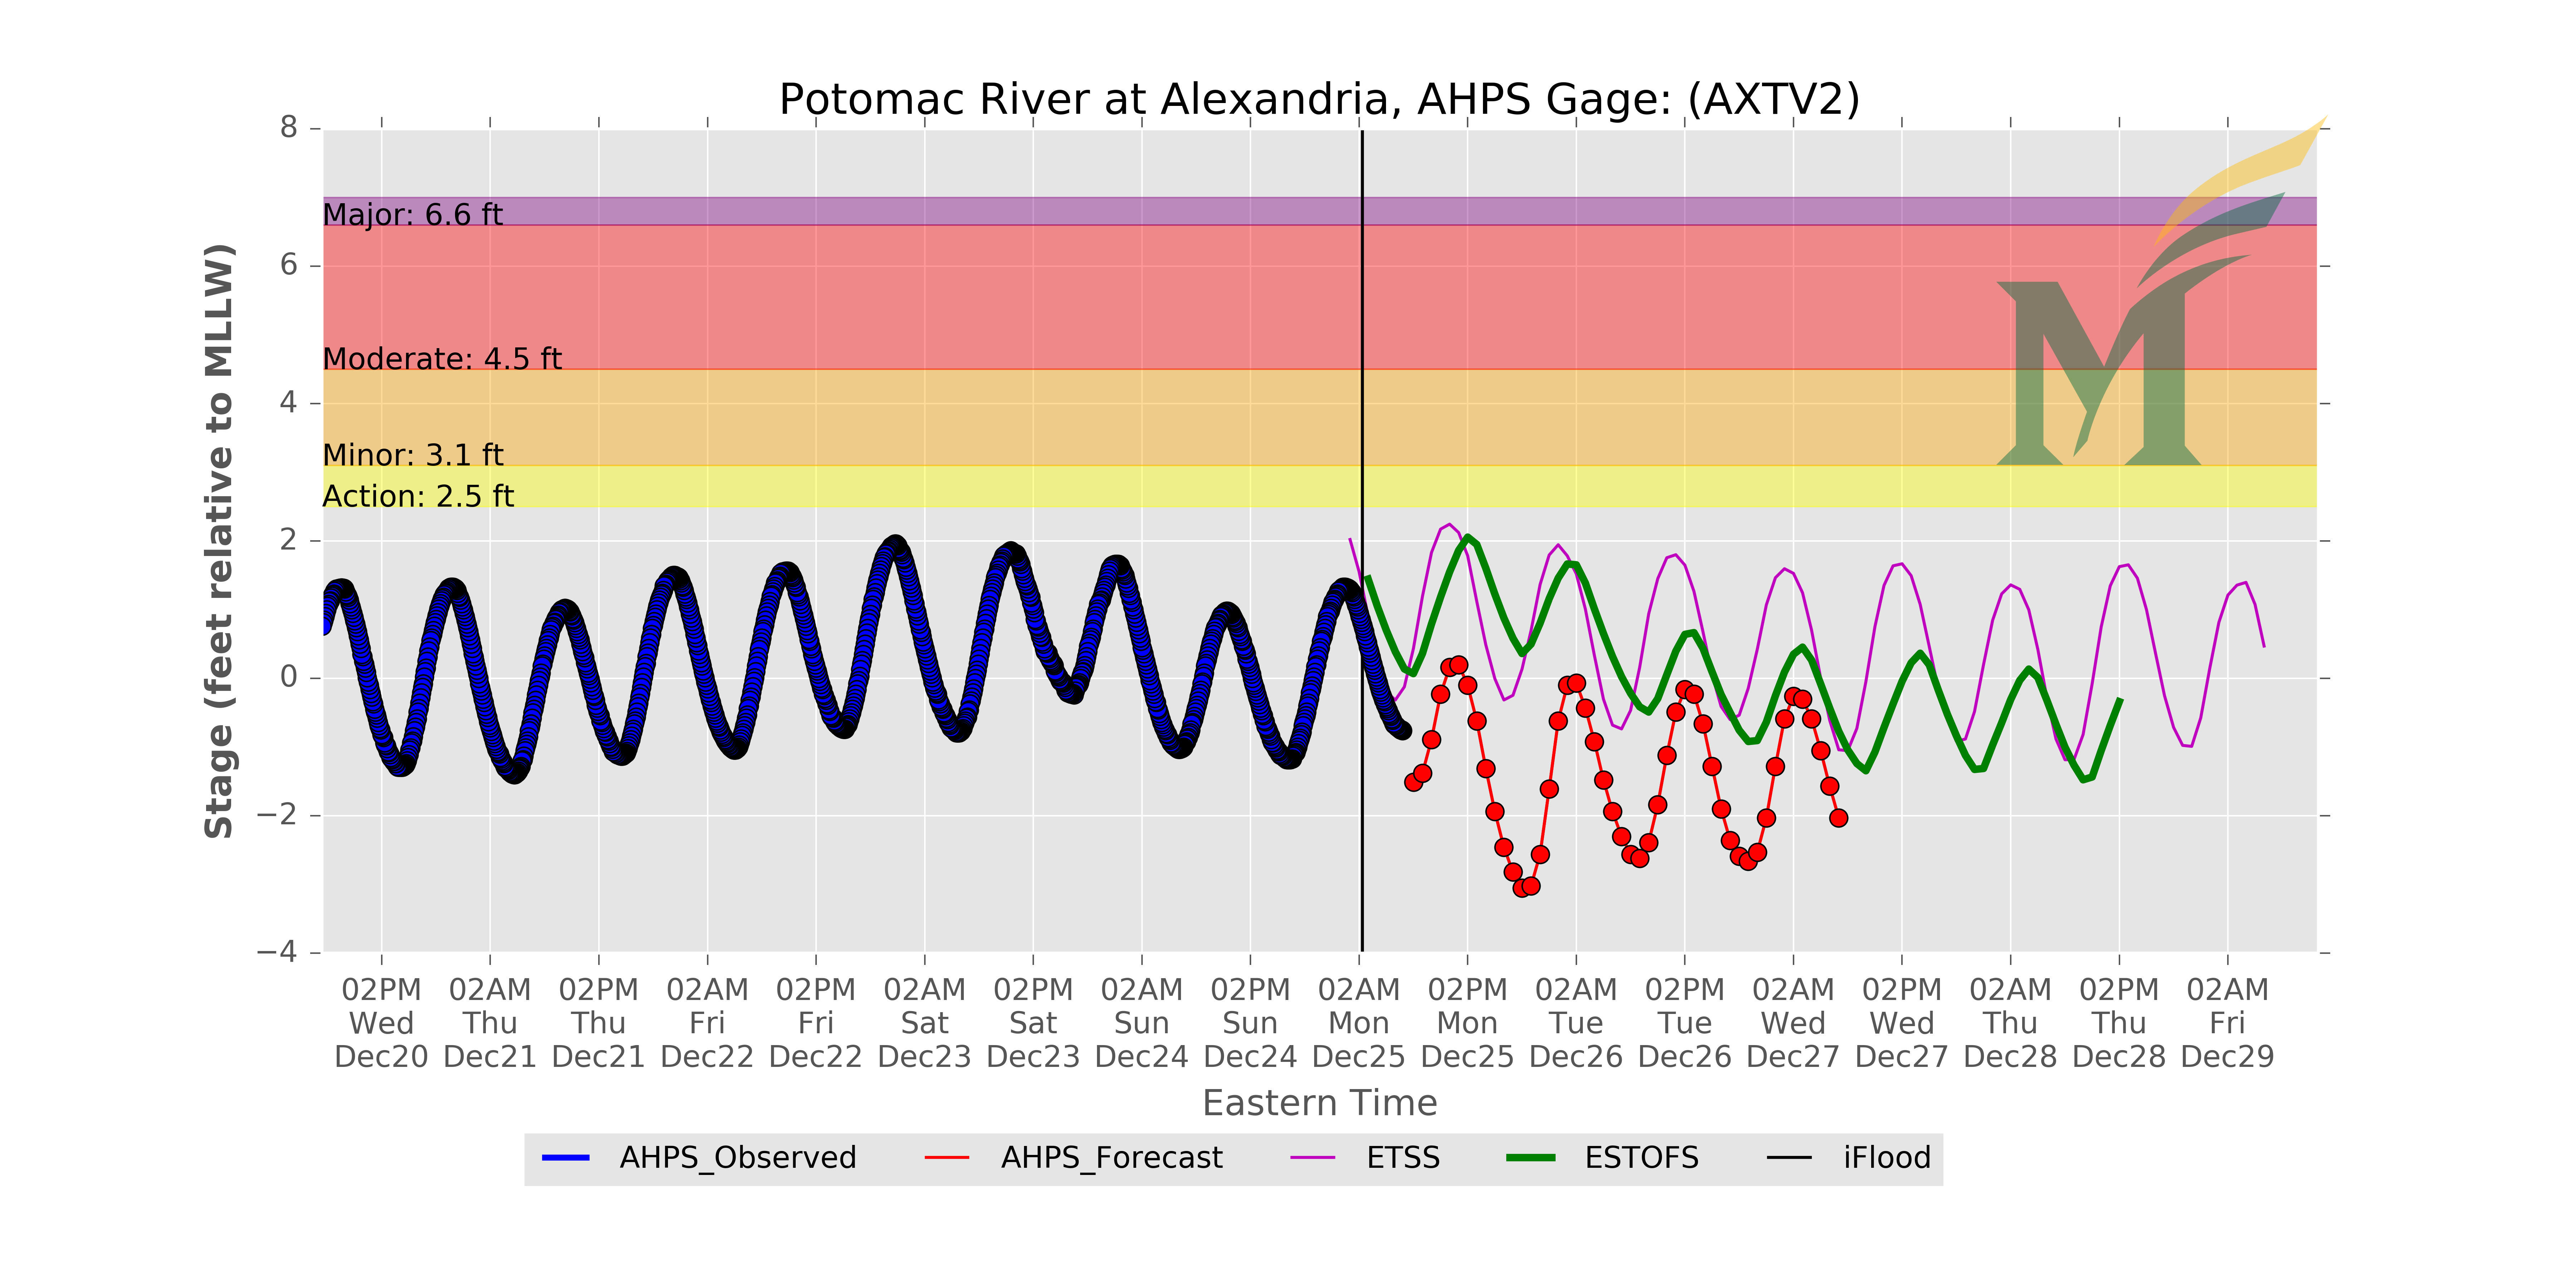 Potomac River at Alexandria, AHPS Gage: (AXTV2)
Stage (feet relative to MLLW)
8
6
4
2
0
−2
−4
Major: 6.6 ft
Moderate: 4.5 ft
Minor: 3.1 ft
Action: 2.5 ft
M
02PM 02AM 02PM 02AM 02PM 02AM 02PM 02AM 02PM 02AM 02PM 02AM 02PM 02AM 02PM 02AM 02PM 02AM
Wed Thu Thu Fri Fri Sat Sat Sun Sun Mon Mon Tue Tue Wed Wed Thu Thu Fri
Dec20 Dec21 Dec21 Dec22 Dec22 Dec23 Dec23 Dec24 Dec24 Dec25 Dec25 Dec26 Dec26 Dec27 Dec27 Dec28 Dec28 Dec29
Eastern Time
AHPS_Observed AHPS_Forecast ETSS ESTOFS iFlood